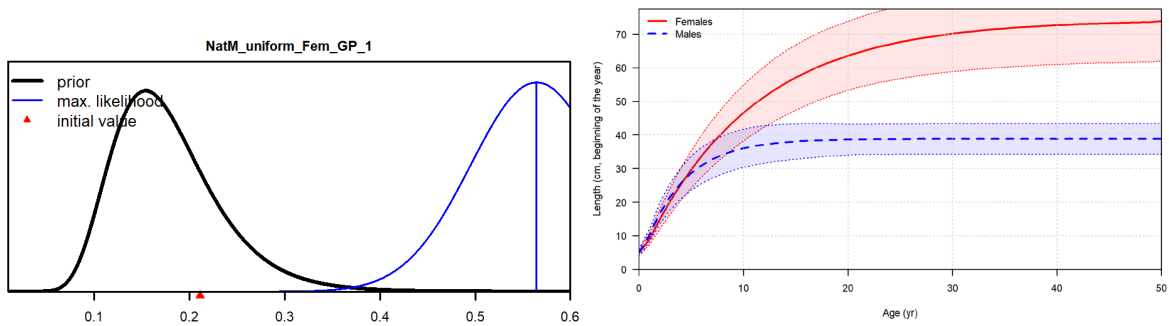 NatM_uniform_Fem_GP_1
prior
max. likelihood
initial value
0.1 0.2 0.3 0.4 0.5 0.6
Females
Males
Length (cm, beginning of the year)
70
60
50
40
30
20
10
0
0 10 20 30 40 50
Age (yr)